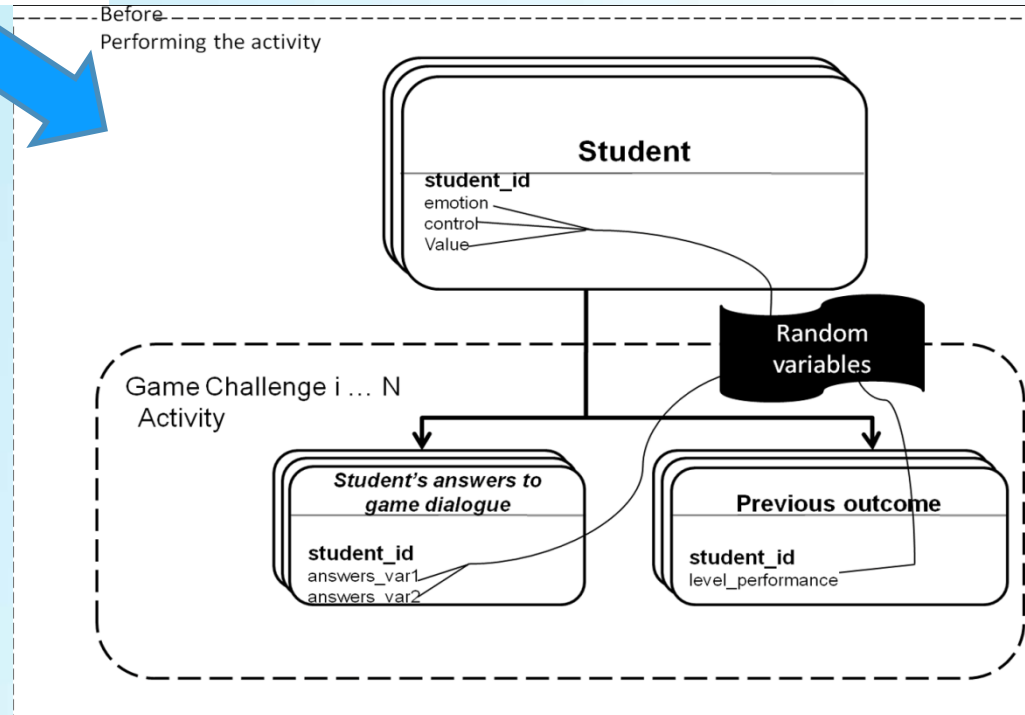 Before
Performing the activity
Student
student_id
emotion
control
Value
Random
variables
Game Challenge i ... N
Activity
Student's answers to
game dialogue
student_id
answers_var1
answers_var2
Previous outcome
student_id
level_performance